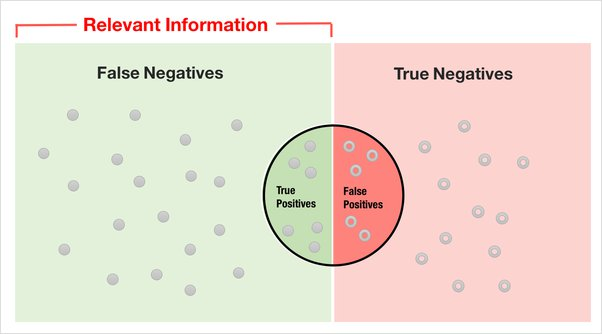 Relevant Information
False Negatives
True Negatives
True
Positives
False
Positives